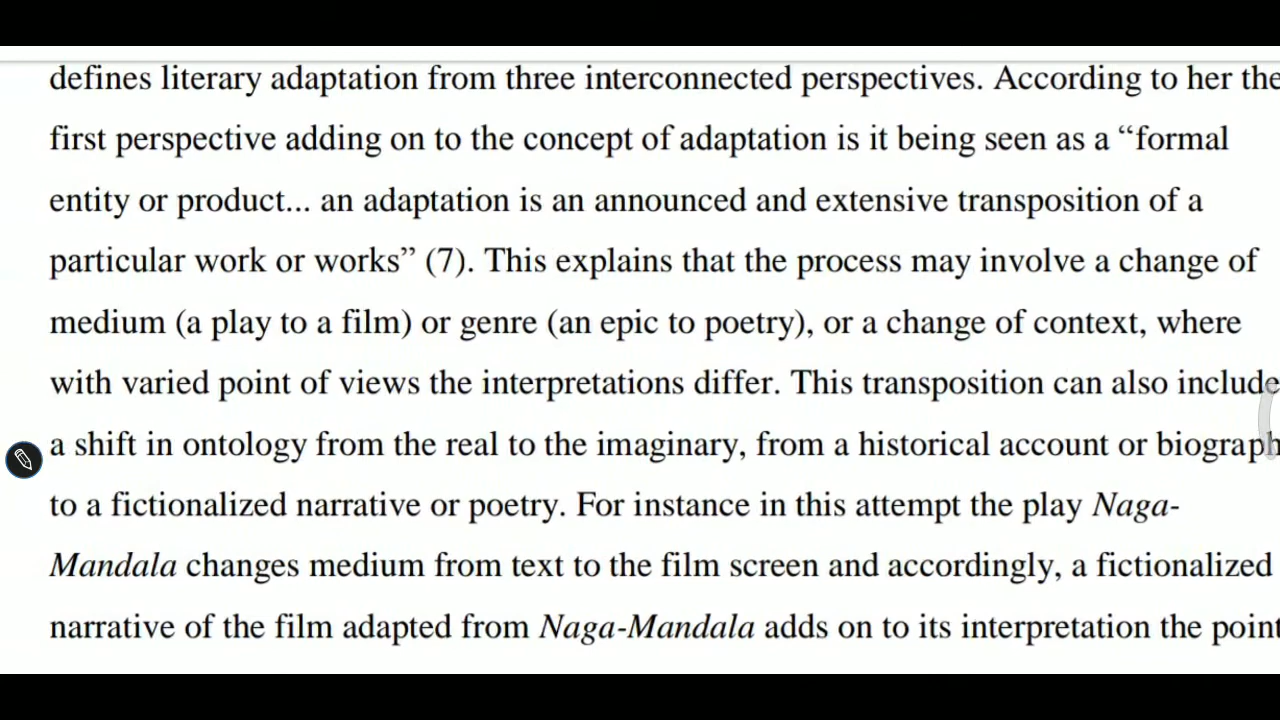 defines literary adaptation from three interconnected perspectives. According to her the
first perspective adding on to the concept of adaptation is it being seen as a “formal
entity or product... an adaptation is an announced and extensive transposition of a
particular work or works” (7). This explains that the process may involve a change of
medium (a play to a film) or genre (an epic to poetry), or a change of context, where
with varied point of views the interpretations differ. This transposition can also include
a shift in ontology from the real to the imaginary, from a historical account or biograph
to a fictionalized narrative or poetry. For instance in this attempt the play Naga-
Mandala changes medium from text to the film screen and accordingly, a fictionalized
narrative of the film adapted from Naga-Mandala adds on to its interpretation the point